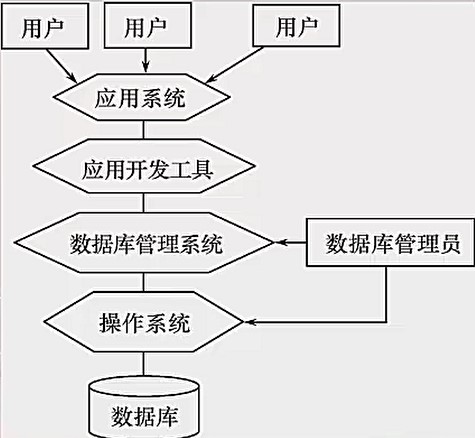 用户
用户
用户
应用系统
应用开发工具
数据库管理系统
数据库管理员
操作系统
数据库